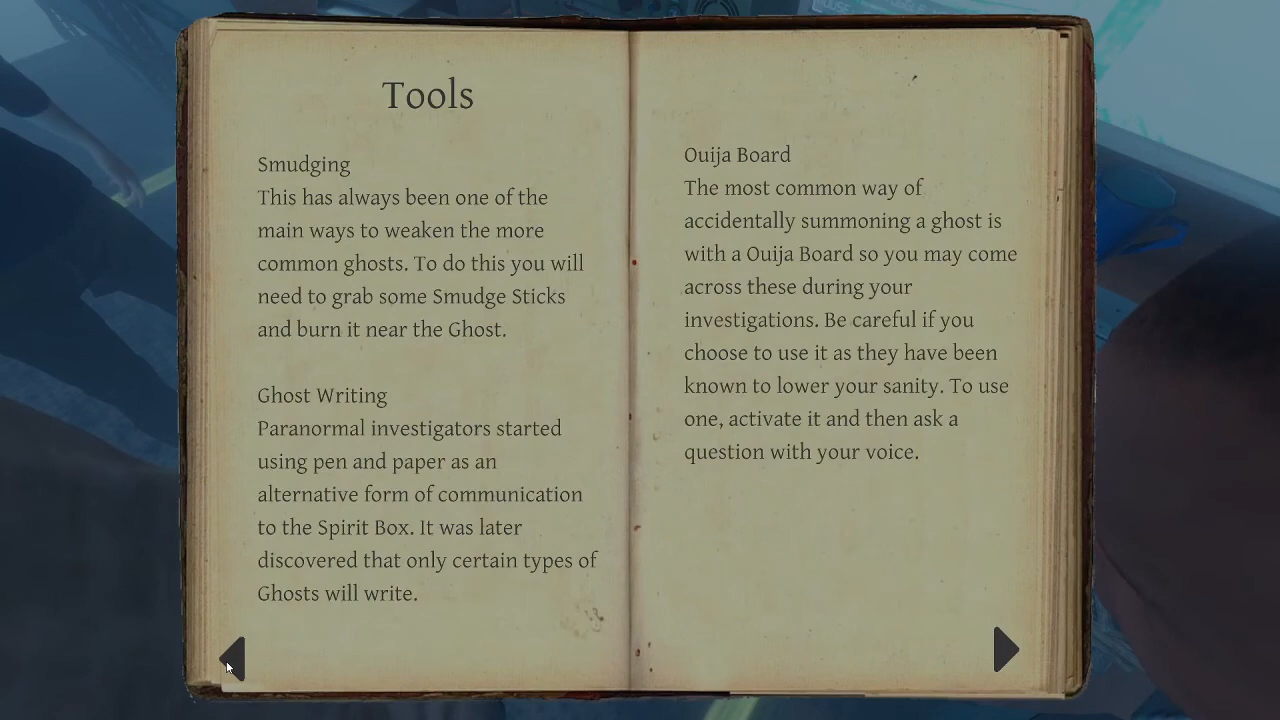 Tools
Smudging
This has always been one of the
main ways to weaken the more
common ghosts. To do this you will
need to grab some Smudge Sticks
and burn it near the Ghost.
Ghost Writing
Paranormal investigators started
using pen and paper as an
alternative form of communication
to the Spirit Box. It was later
discovered that only certain types of
Ghosts will write.
Ouija Board
The most common way of
accidentally summoning a ghost is
with a Ouija Board so you may come
across these during your
investigations. Be careful if you
choose to use it as they have been
known to lower your sanity. To use
one, activate it and then ask a
question with your voice.